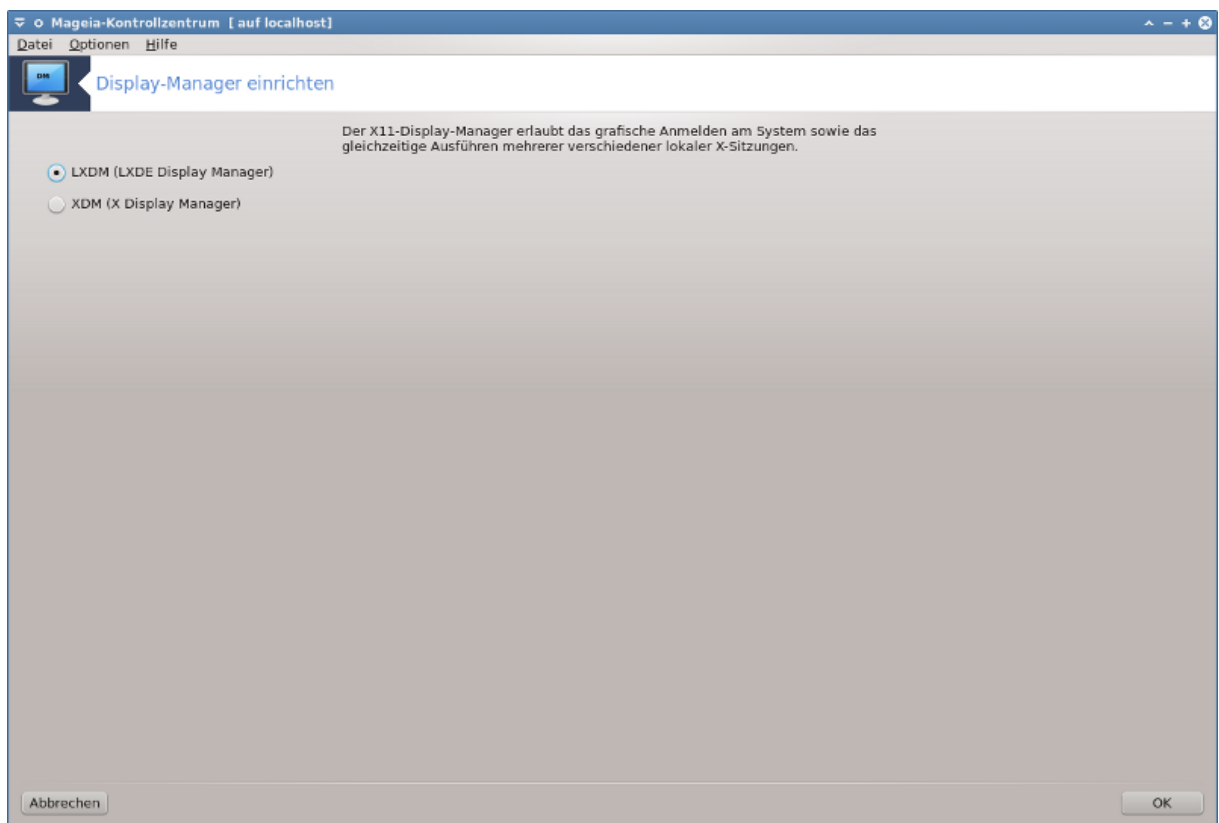 Mageia-Kontrollzentrum [ auf localhost]
Datei Optionen Hilfe
DM
Display-Manager einrichten
Der X11-Display-Manager erlaubt das grafische Anmelden am System sowie das
gleichzeitige Ausführen mehrerer verschiedener lokaler X-Sitzungen.
LXDM (LXDE Display Manager)
XDM (X Display Manager)
Abbrechen OK